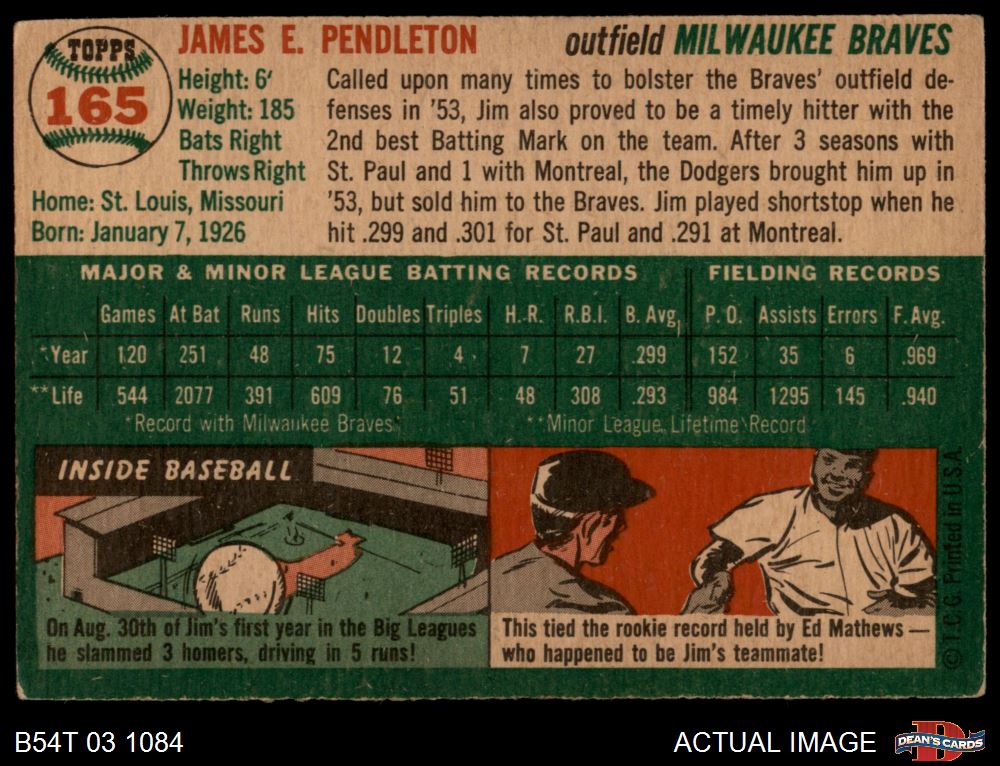 TOPPS
165
JAMES E. PENDLETON outfield MILWAUKEE BRAVES
Height: 6'
Weight: 185
Bats Right
Throws Right
Home: St. Louis, Missouri
Born: January 7, 1926
Called upon many times to bolster the Braves' outfield de-
fenses in '53, Jim also proved to be a timely hitter with the
2nd best Batting Mark on the team. After 3 seasons with
St. Paul and 1 with Montreal, the Dodgers brought him up in
'53, but sold him to the Braves. Jim played shortstop when he
hit .299 and .301 for St. Paul and .291 at Montreal.
MAJOR & MINOR LEAGUE BATTING RECORDS FIELDING RECORDS
Games At Bat Runs Hits Doubles Triples H.R. R.B.I. B. Avg. P.O. Assists Errors F. Avg.
*Year 120 251 48 75 12 4 7 27 .299 152 35 6 .969
**Life 544 2077 391 609 76 51 48 308 .293 984 1295 145 .940
*Record with Milwaukee Braves **Minor League Lifetime Record
INSIDE BASEBALL
On Aug. 30th of Jim's first year in the Big Leagues
he slammed 3 homers, driving in 5 runs!
This tied the rookie record held by Ed Mathews —
who happened to be Jim's teammate!
© T.C.G. Printed in U.S.A.
B54T 03 1084
ACTUAL IMAGE
DEAN'S CARDS